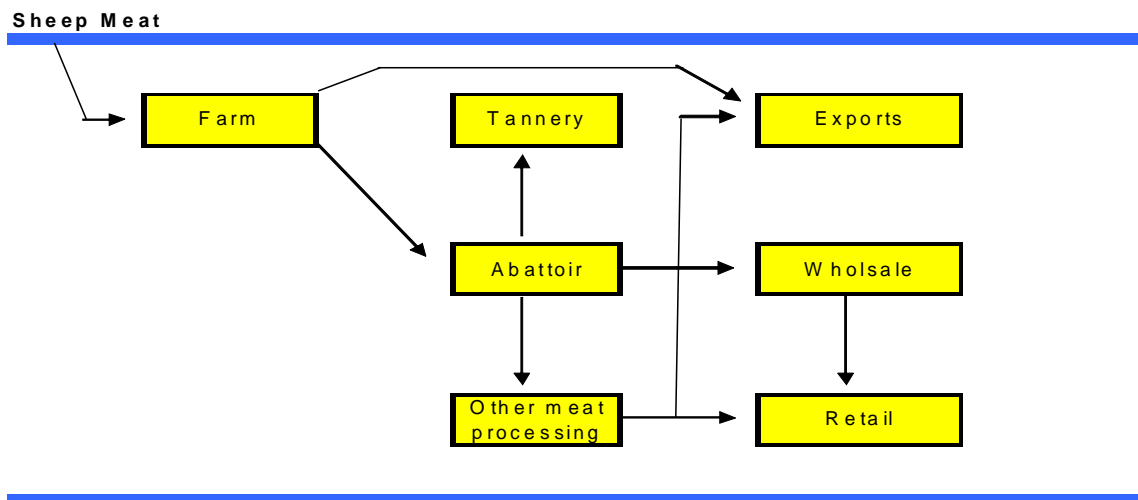 Sheep Meat
Farm
Tannery
Exports
Abattoir
Wholsale
Other meat
processing
Retail